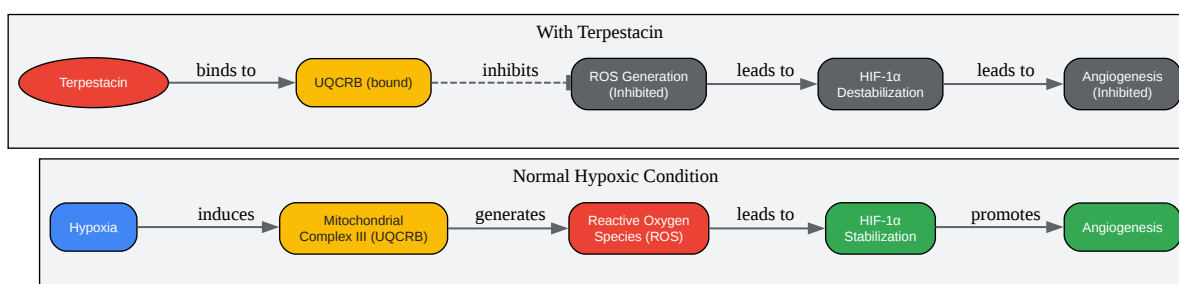 With Terpestacin
Terpestacin
binds to
UQCRB (bound)
inhibits
ROS Generation
(Inhibited)
leads to
HIF-1α
Destabilization
leads to
Angiogenesis
(Inhibited)
Normal Hypoxic Condition
Hypoxia
induces
Mitochondrial
Complex III (UQCRB)
generates
Reactive Oxygen
Species (ROS)
leads to
HIF-1α
Stabilization
promotes
Angiogenesis